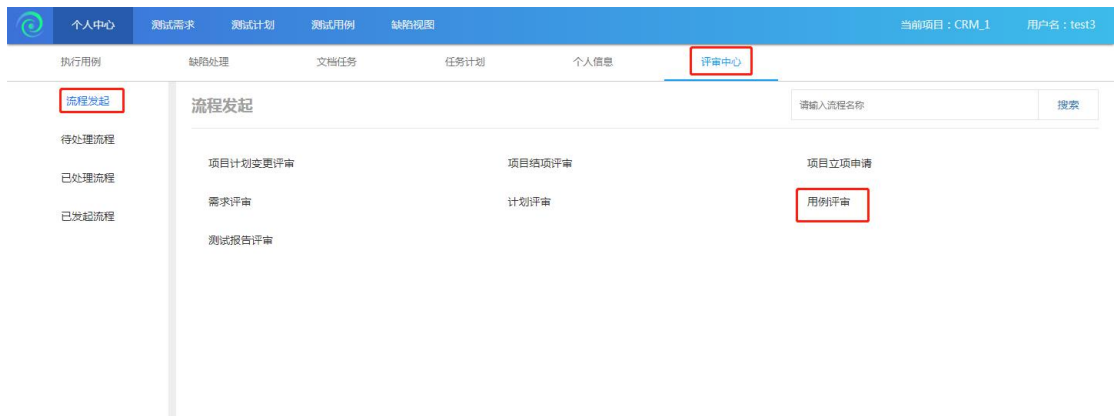 个人中心 测试需求 测试计划 测试用例 缺陷视图 当前项目：CRM_1 用户名：test3
执行用例 缺陷处理 文档任务 任务计划 个人信息 评审中心
流程发起
待处理流程
已处理流程
已发起流程
流程发起 请输入流程名称 搜索
项目计划变更评审 项目结项评审 项目立项申请
需求评审 计划评审 用例评审
测试报告评审